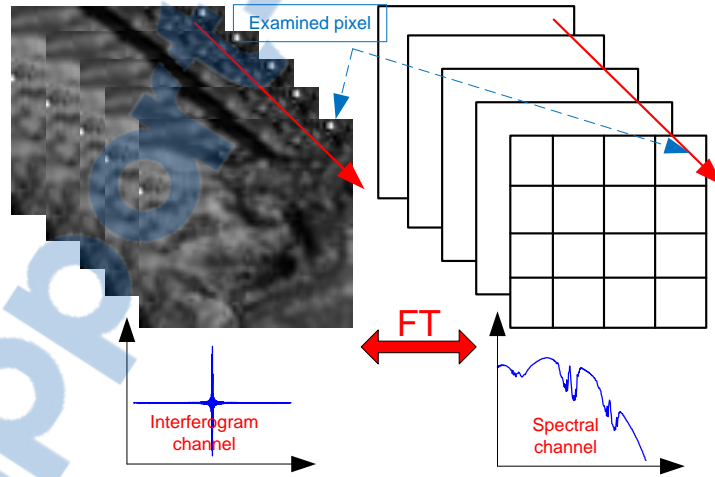 Examined pixel
FT
Interferogram
channel
Spectral
channel